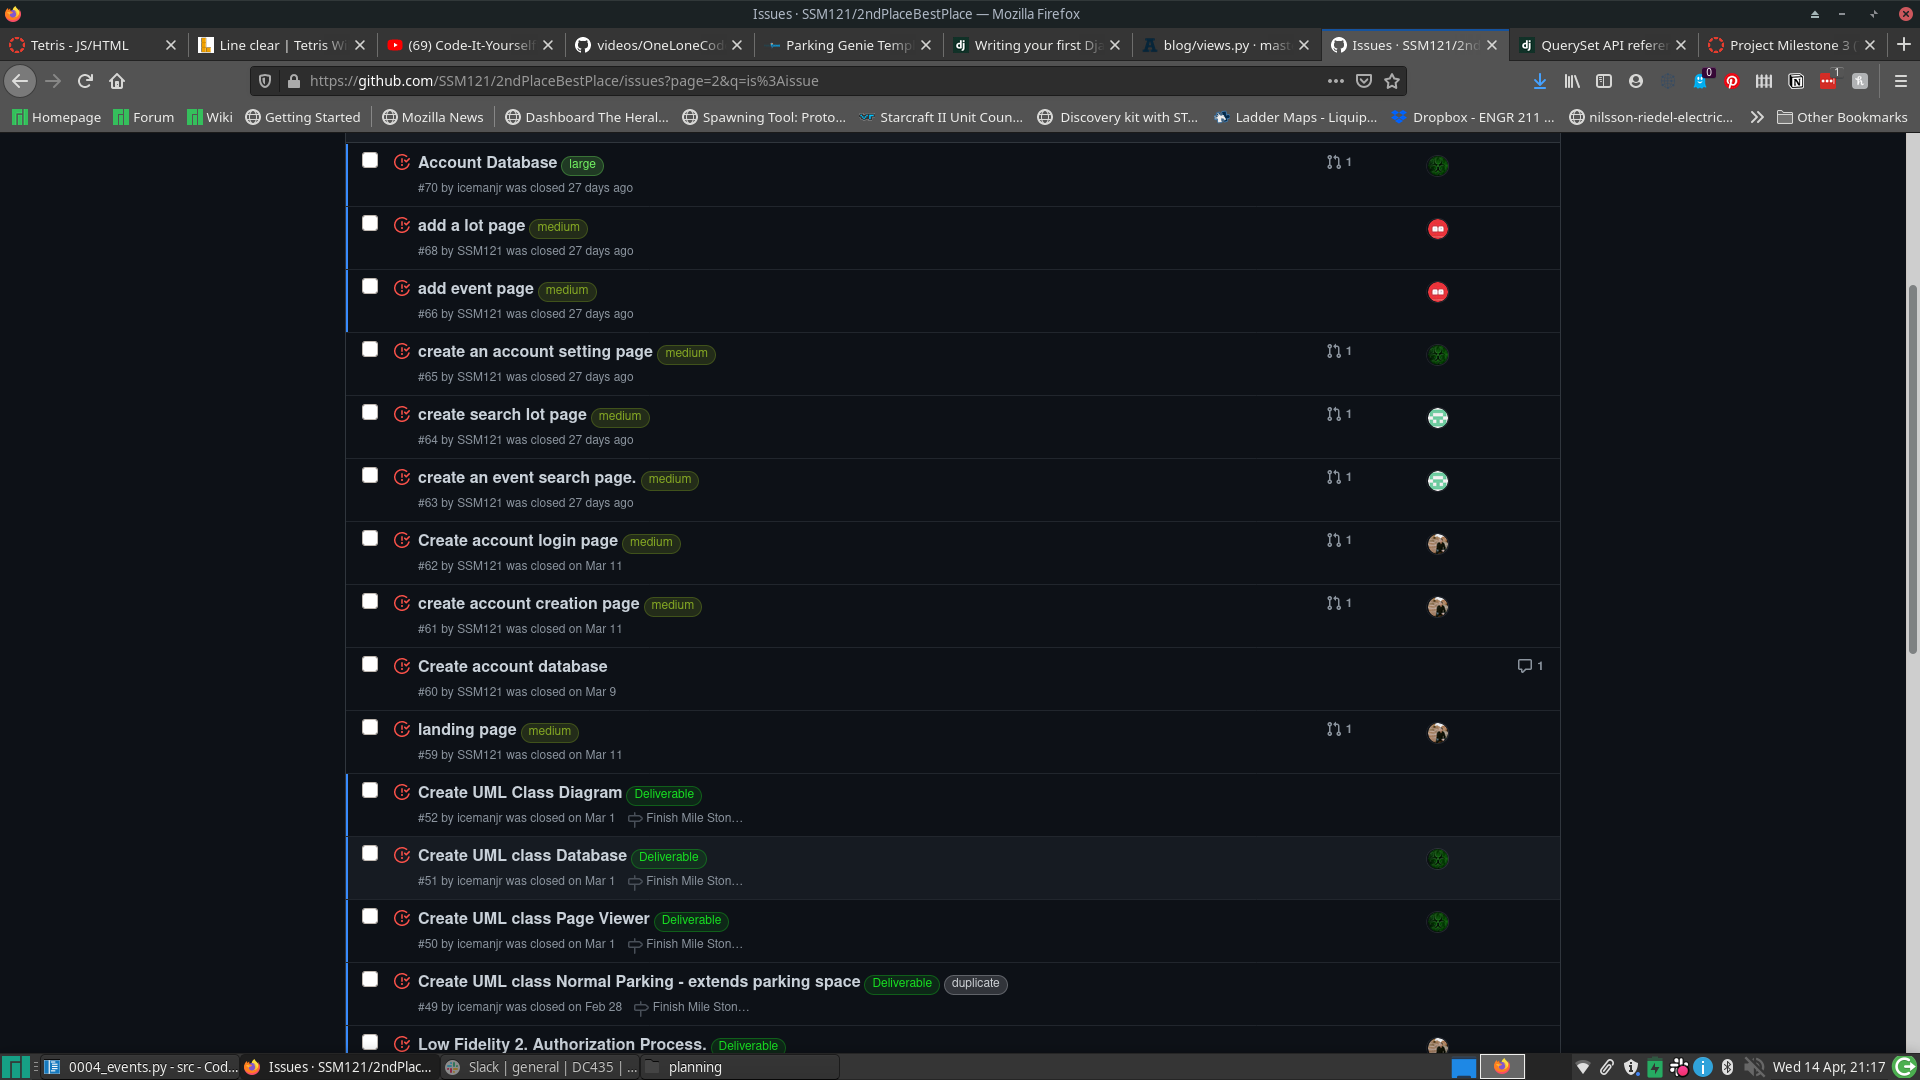 Issues · SSM121/2ndPlaceBestPlace — Mozilla Firefox
Tetris - JS/HTML
Line clear | Tetris Wi
(69) Code-It-Yourself
videos/OneLoneCod
Parking Genie Temp
Writing your first Dja
blog/views.py · mast
Issues · SSM121/2nd
QuerySet API refere
Project Milestone 3 (
https://github.com/SSM121/2ndPlaceBestPlace/issues?page=2&q=is%3Aissue
0
1
Homepage
Forum
Wiki
Getting Started
Mozilla News
Dashboard The Heral...
Spawning Tool: Proto...
Starcraft II Unit Coun...
Discovery kit with ST...
Ladder Maps - Liquip...
Dropbox - ENGR 211 ...
nilsson-riedel-electric...
Other Bookmarks
Account Database large
1
#70 by icemanjr was closed 27 days ago
add a lot page medium
#68 by SSM121 was closed 27 days ago
add event page medium
#66 by SSM121 was closed 27 days ago
create an account setting page medium
1
#65 by SSM121 was closed 27 days ago
create search lot page medium
1
#64 by SSM121 was closed 27 days ago
create an event search page. medium
1
#63 by SSM121 was closed 27 days ago
Create account login page medium
1
#62 by SSM121 was closed on Mar 11
create account creation page medium
1
#61 by SSM121 was closed on Mar 11
Create account database
1
#60 by SSM121 was closed on Mar 9
landing page medium
1
#59 by SSM121 was closed on Mar 11
Create UML Class Diagram Deliverable
#52 by icemanjr was closed on Mar 1 Finish Mile Ston...
Create UML class Database Deliverable
#51 by icemanjr was closed on Mar 1 Finish Mile Ston...
Create UML class Page Viewer Deliverable
#50 by icemanjr was closed on Mar 1 Finish Mile Ston...
Create UML class Normal Parking - extends parking space Deliverable duplicate
#49 by icemanjr was closed on Feb 28 Finish Mile Ston...
Low Fidelity 2. Authorization Process. Deliverable
0004_events.py - src - Cod...
Issues · SSM121/2ndPlac...
Slack | general | DC435 | ...
planning
Wed 14 Apr, 21:17